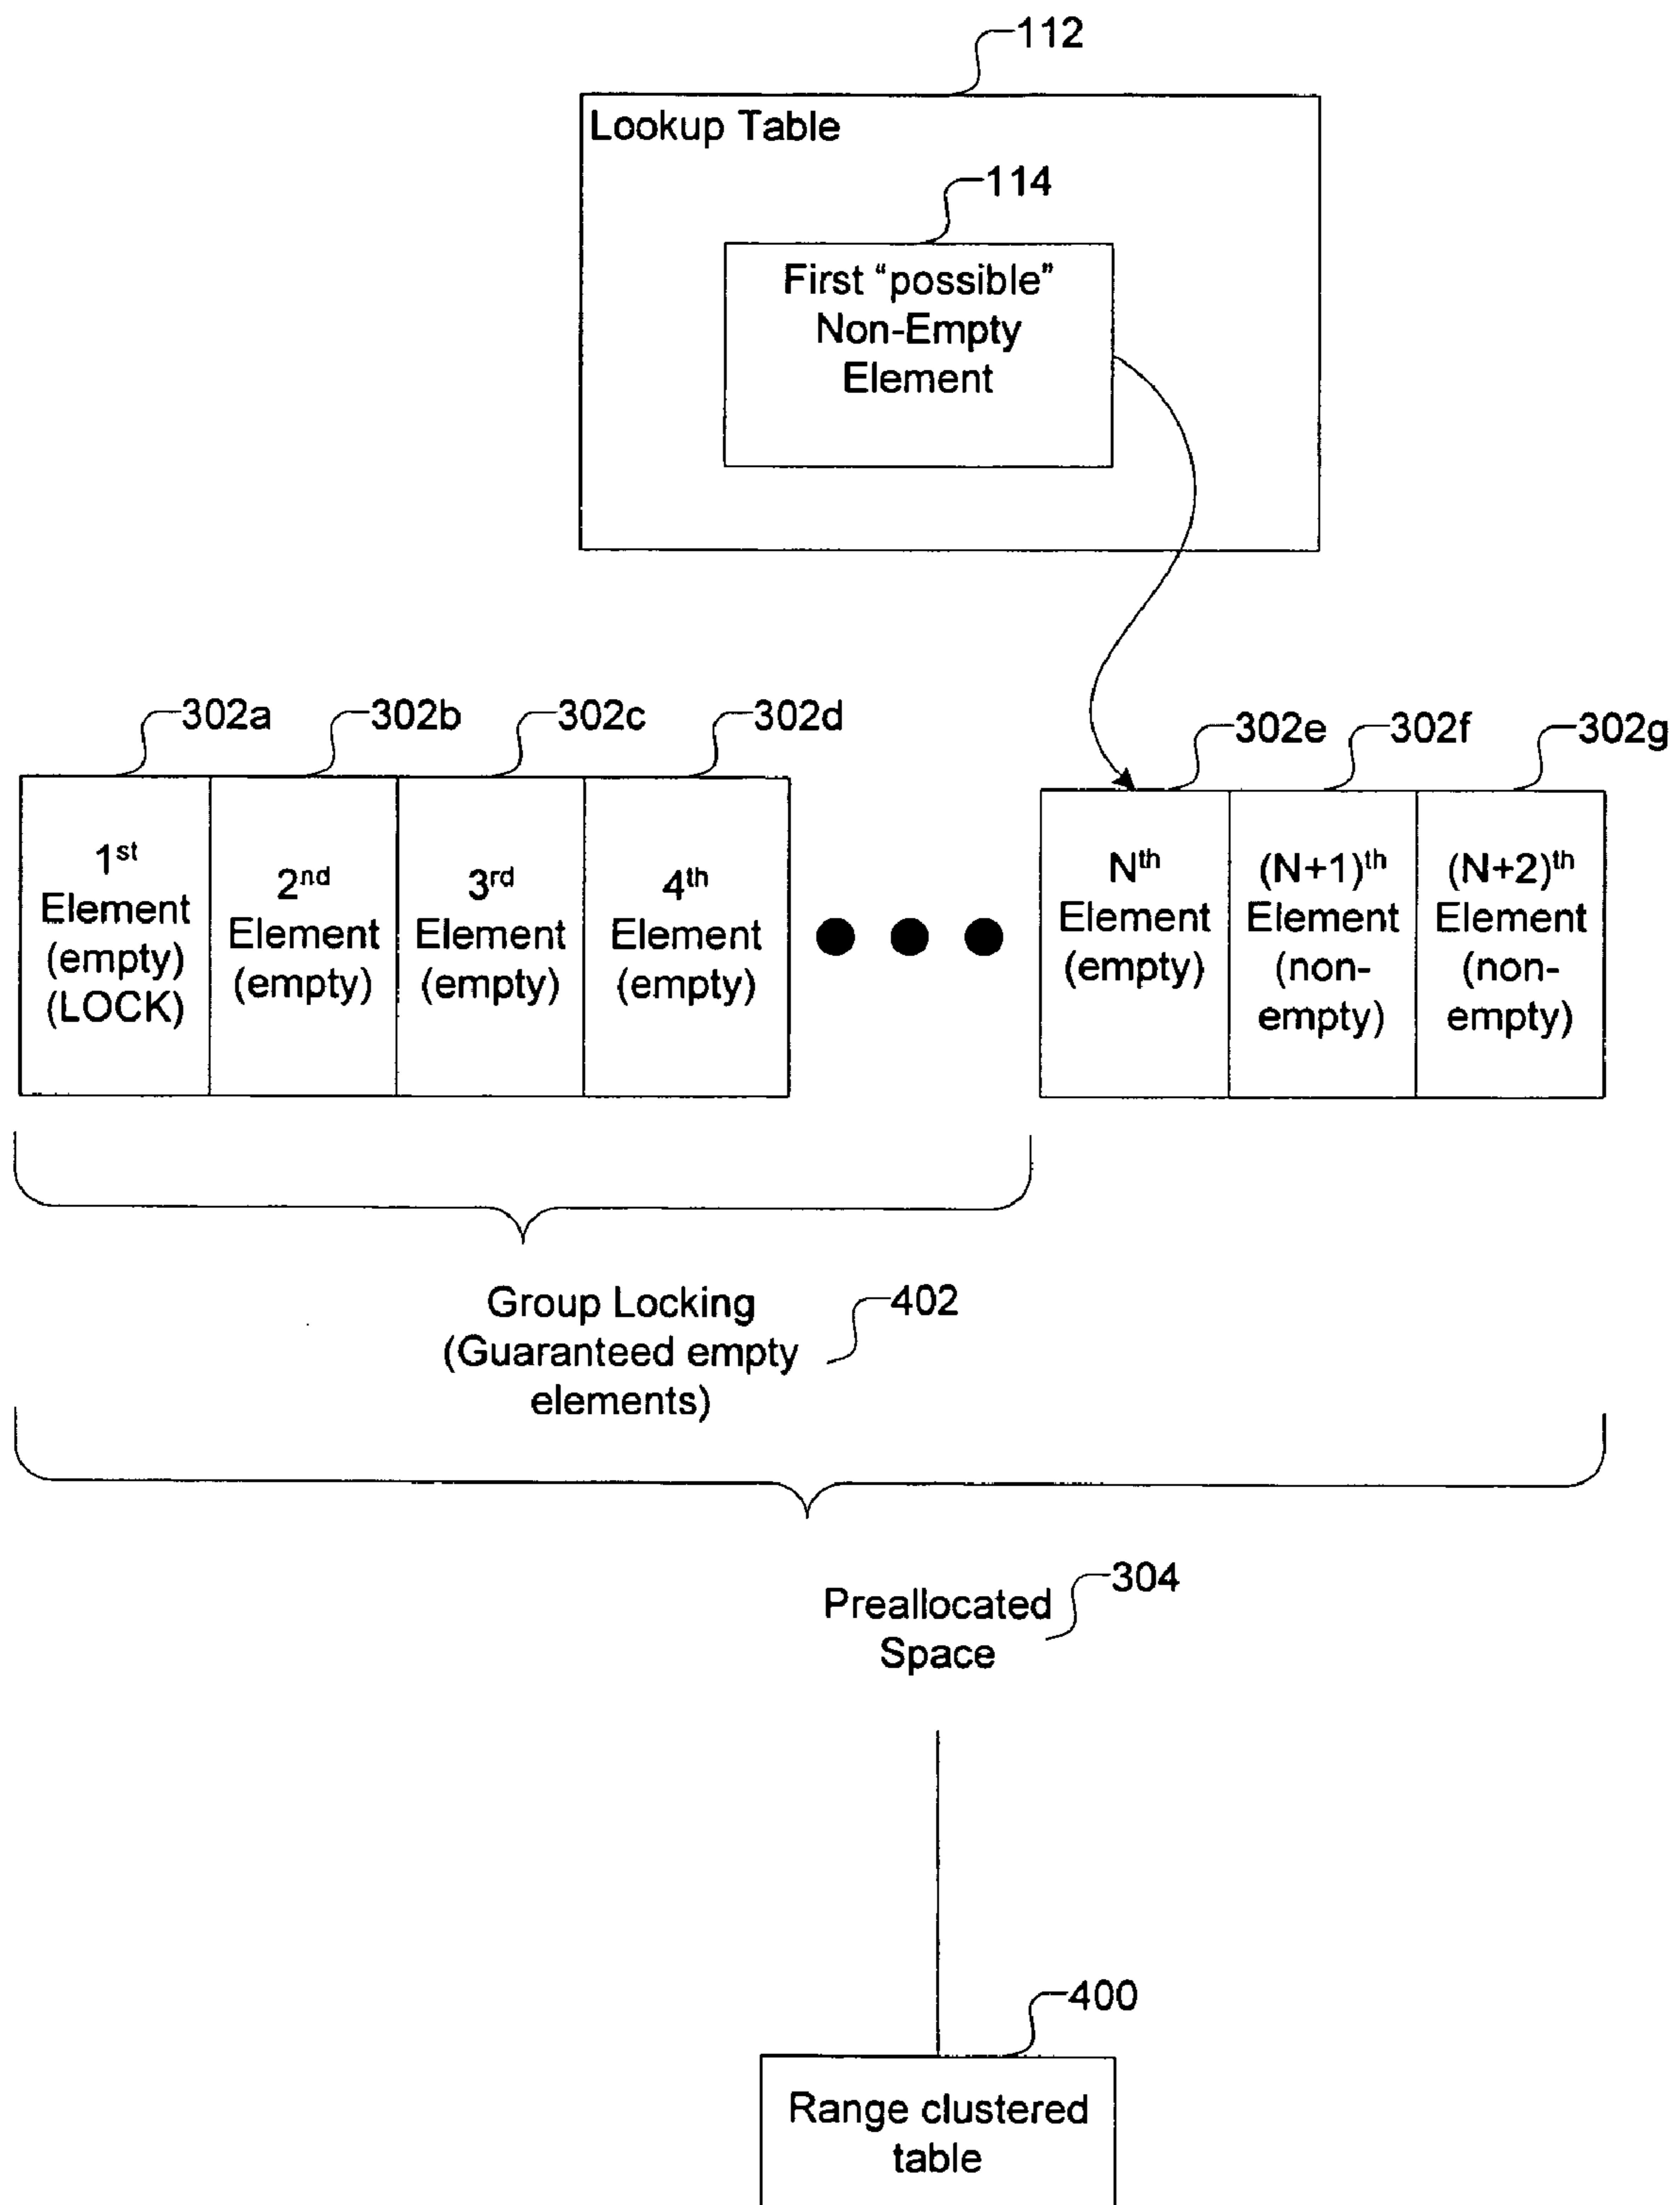 112
Lookup Table
114
First “possible”
Non-Empty
Element
302a
302b
302c
302d
302e
302f
302g
1st
Element
(empty)
(LOCK)
2nd
Element
(empty)
3rd
Element
(empty)
4th
Element
(empty)
Nth
Element
(empty)
(N+1)th
Element
(non-
empty)
(N+2)th
Element
(non-
empty)
Group Locking
(Guaranteed empty
elements)
402
Preallocated
Space
304
400
Range clustered
table